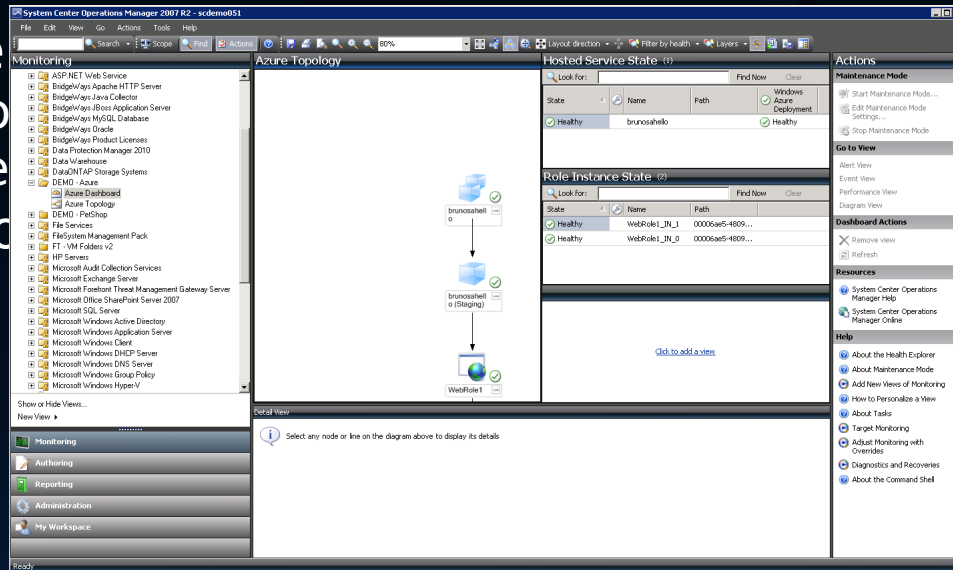 System Center Operations Manager 2007 R2 - scdemo051
File Edit View Go Actions Tools Help
Search Scope Find Actions 80% Layout direction Filter by health Layers
Monitoring
ASP.NET Web Service
BridgeWays Apache HTTP Server
BridgeWays Java Collector
BridgeWays JBoss Application Server
BridgeWays MySQL Database
BridgeWays Oracle
BridgeWays Product Licenses
Data Protection Manager 2010
Data Warehouse
DataONTAP Storage Systems
DEMO - Azure
Azure Dashboard
Azure Topology
DEMO - PetShop
File Services
FileSystem Management Pack
FT - VM Folders v2
HP Servers
Microsoft Audit Collection Services
Microsoft Exchange Server
Microsoft Forefront Threat Management Gateway Server
Microsoft Office SharePoint Server 2007
Microsoft SQL Server
Microsoft Windows Active Directory
Microsoft Windows Application Server
Microsoft Windows Client
Microsoft Windows DHCP Server
Microsoft Windows DNS Server
Microsoft Windows Group Policy
Microsoft Windows Hyper-V
Show or Hide Views...
New View
Monitoring
Authoring
Reporting
Administration
My Workspace
Ready
Azure Topology
brunosahell
o
brunosahell
o (Staging)
WebRole1
Detail View
Select any node or line on the diagram above to display its details
Hosted Service State (1)
Look for: Find Now Clear
State Name Path Windows
Azure
Deployment
Healthy brunosahello Healthy
Role Instance State (2)
Look for: Find Now Clear
State Name Path
Healthy WebRole1_IN_1 00006ae5-4809...
Healthy WebRole1_IN_0 00006ae5-4809...
Click to add a view
Actions
Maintenance Mode
Start Maintenance Mode...
Edit Maintenance Mode
Settings...
Stop Maintenance Mode
Go to View
Alert View
Event View
Performance View
Diagram View
Dashboard Actions
Remove view
Refresh
Resources
System Center Operations
Manager Help
System Center Operations
Manager Online
Help
About the Health Explorer
About Maintenance Mode
Add New Views of Monitoring
How to Personalize a View
About Tasks
Target Monitoring
Adjust Monitoring with
Overrides
Diagnostics and Recoveries
About the Command Shell